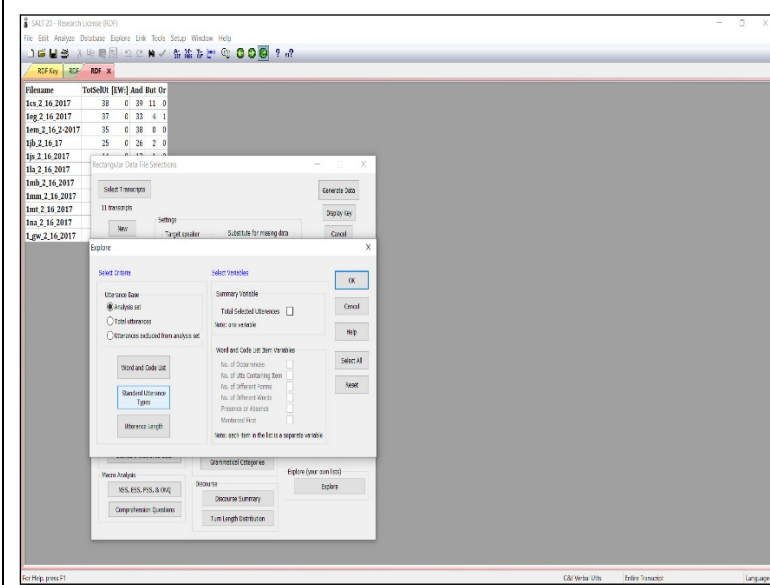 SALT 20 - Research License (RDF)
File Edit Analyze Database Explore Link Tools Setup Window Help
RDF Key RDF RDF X
Filename TotSelUt [EW:] And But Or
1cs_2_16_2017 38 0 39 11 0
1eg_2_16_2017 37 0 33 4 1
1em_2_16_2-2017 35 0 38 8 0
1jb_2_16_17 25 0 26 2 0
1js_2_16_2017
1la_2_16_2017
1mb_2_16_2017
1mm_2_16_2017
1mt_2_16_2017
1na_2_16_2017
1_gw_2_16_2017
Rectangular Data File Selections
Select Transcripts
Generate Data
11 transcripts
Display Key
Settings
New
Target speaker Substitute for missing data
Cancel
Explore X
Select Criteria
Select Variables
OK
Utterance Base
Analysis set
Total utterances
Utterances excluded from analysis set
Summary Variable
Total Selected Utterances
Note: one variable
Cancel
Help
Word and Code List
Word and Code List Item Variables
No. of Occurrences
No. of Utts Containing Item
No. of Different Forms
No. of Different Words
Presence or Absence
Mentioned First
Note: each item in the list is a separate variable
Select All
Reset
Standard Utterance
Types
Utterance Length
Grammatical Categories
Macro Analysis
NSS, ESS, PSS, & ONQ
Comprehension Questions
Discourse
Discourse Summary
Turn Length Distribution
Explore (your own lists)
Explore
For Help, press F1
C&I Verbal Utts
Entire Transcript
Language